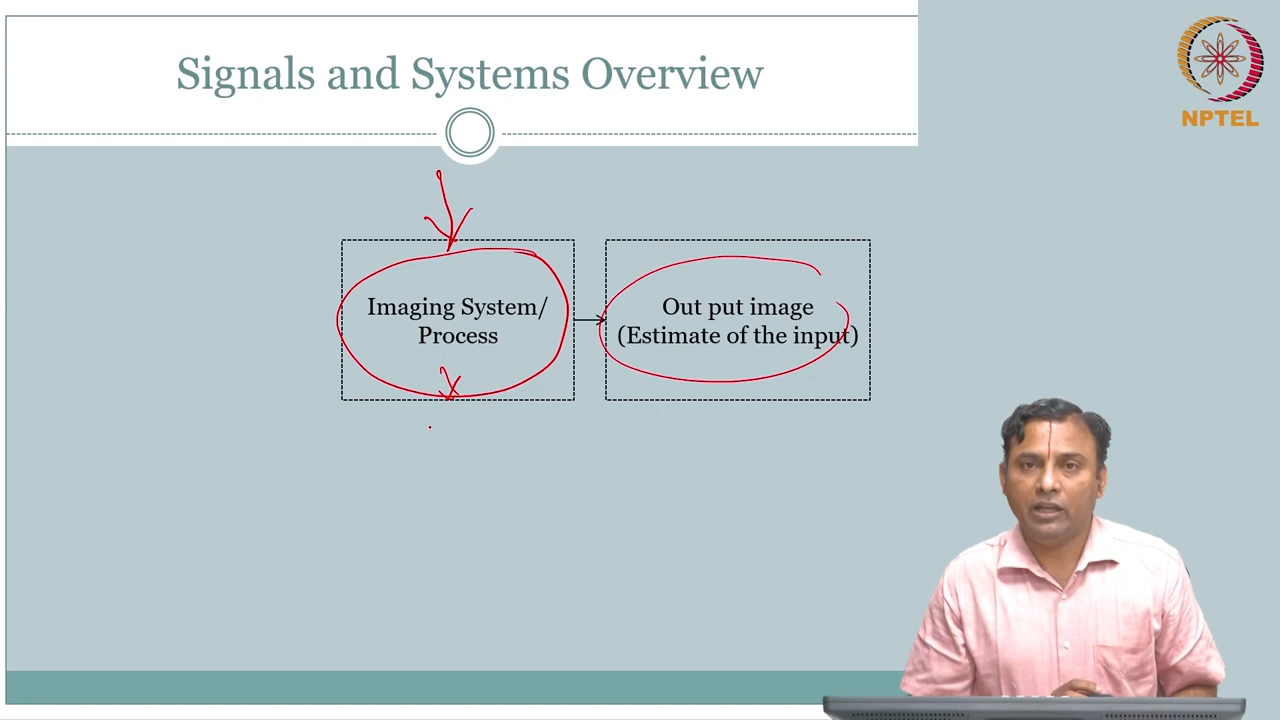 Signals and Systems Overview
NPTEL
Imaging System/
Process
Out put image
(Estimate of the input)